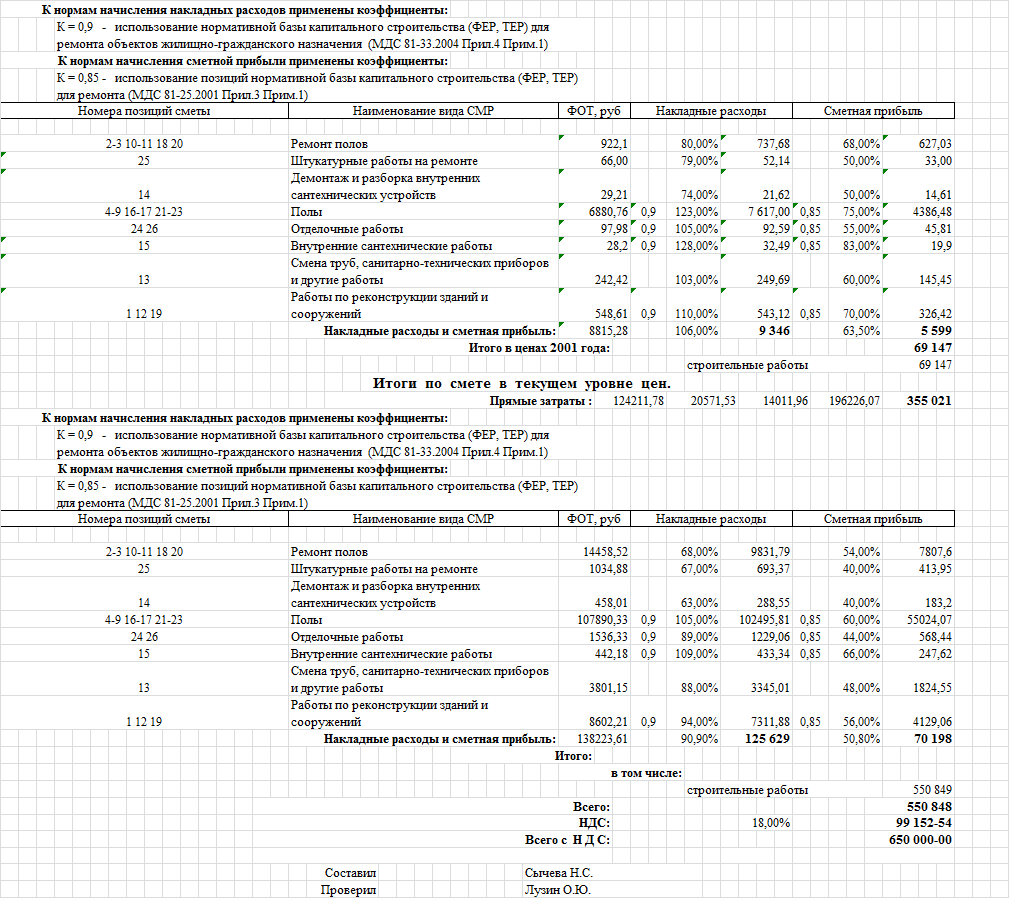 К нормам начисления накладных расходов применены коэффициенты:
К = 0,9 - использование нормативной базы капитального строительства (ФЕР, ТЕР) для
ремонта объектов жилищно-гражданского назначения (МДС 81-33.2004 Прил.4 Прим.1)
К нормам начисления сметной прибыли применены коэффициенты:
К = 0,85 - использование позиций нормативной базы капитального строительства (ФЕР, ТЕР)
для ремонта (МДС 81-25.2001 Прил.3 Прим.1)
Номера позиций сметы Наименование вида СМР ФОТ, руб Накладные расходы Сметная прибыль
2-3 10-11 18 20 Ремонт полов 922,1 80,00% 737,68 68,00% 627,03
25 Штукатурные работы на ремонте 66,00 79,00% 52,14 50,00% 33,00
Демонтаж и разборка внутренних
14 сантехнических устройств 29,21 74,00% 21,62 50,00% 14,61
4-9 16-17 21-23 Полы 6880,76 0,9 123,00% 7 617,00 0,85 75,00% 4386,48
24 26 Отделочные работы 97,98 0,9 105,00% 92,59 0,85 55,00% 45,81
15 Внутренние сантехнические работы 28,2 0,9 128,00% 32,49 0,85 83,00% 19,9
Смена труб, санитарно-технических приборов
13 и другие работы 242,42 103,00% 249,69 60,00% 145,45
Работы по реконструкции зданий и
1 12 19 сооружений 548,61 0,9 110,00% 543,12 0,85 70,00% 326,42
Накладные расходы и сметная прибыль: 8815,28 106,00% 9 346 63,50% 5 599
Итого в ценах 2001 года: 69 147
строительные работы 69 147
Итоги по смете в текущем уровне цен.
Прямые затраты : 124211,78 20571,53 14011,96 196226,07 355 021
К нормам начисления накладных расходов применены коэффициенты:
К = 0,9 - использование нормативной базы капитального строительства (ФЕР, ТЕР) для
ремонта объектов жилищно-гражданского назначения (МДС 81-33.2004 Прил.4 Прим.1)
К нормам начисления сметной прибыли применены коэффициенты:
К = 0,85 - использование позиций нормативной базы капитального строительства (ФЕР, ТЕР)
для ремонта (МДС 81-25.2001 Прил.3 Прим.1)
Номера позиций сметы Наименование вида СМР ФОТ, руб Накладные расходы Сметная прибыль
2-3 10-11 18 20 Ремонт полов 14458,52 68,00% 9831,79 54,00% 7807,6
25 Штукатурные работы на ремонте 1034,88 67,00% 693,37 40,00% 413,95
Демонтаж и разборка внутренних
14 сантехнических устройств 458,01 63,00% 288,55 40,00% 183,2
4-9 16-17 21-23 Полы 107890,33 0,9 105,00% 102495,81 0,85 60,00% 55024,07
24 26 Отделочные работы 1536,33 0,9 89,00% 1229,06 0,85 44,00% 568,44
15 Внутренние сантехнические работы 442,18 0,9 109,00% 433,34 0,85 66,00% 247,62
Смена труб, санитарно-технических приборов
13 и другие работы 3801,15 88,00% 3345,01 48,00% 1824,55
Работы по реконструкции зданий и
1 12 19 сооружений 8602,21 0,9 94,00% 7311,88 0,85 56,00% 4129,06
Накладные расходы и сметная прибыль: 138223,61 90,90% 125 629 50,80% 70 198
Итого:
в том числе:
строительные работы 550 849
Всего: 550 848
НДС: 18,00% 99 152-54
Всего с Н Д С: 650 000-00
Составил Сычева Н.С.
Проверил Лузин О.Ю.